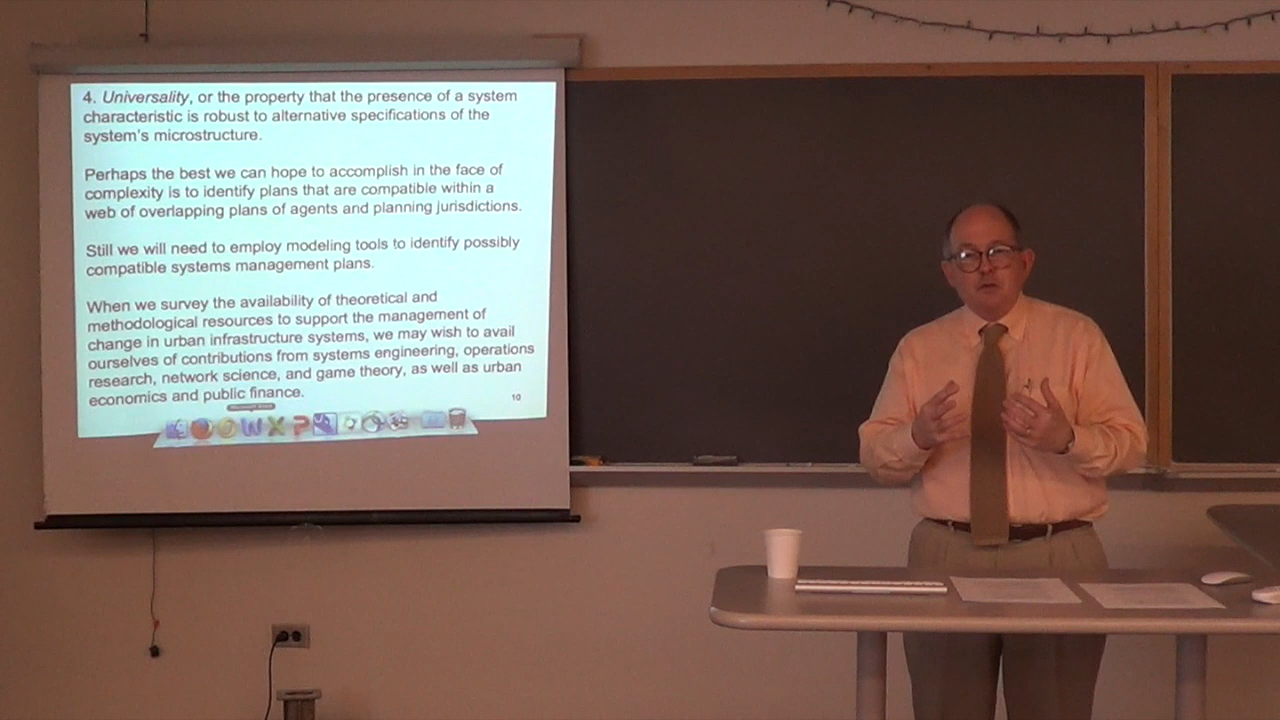 4. Universality, or the property that the presence of a system
characteristic is robust to alternative specifications of the
system's microstructure.
Perhaps the best we can hope to accomplish in the face of
complexity is to identify plans that are compatible within a
web of overlapping plans of agents and planning jurisdictions.
Still we will need to employ modeling tools to identify possibly
compatible systems management plans.
When we survey the availability of theoretical and
methodological resources to support the management of
change in urban infrastructure systems, we may wish to avail
ourselves of contributions from systems engineering, operations
research, network science, and game theory, as well as urban
economics and public finance.
10